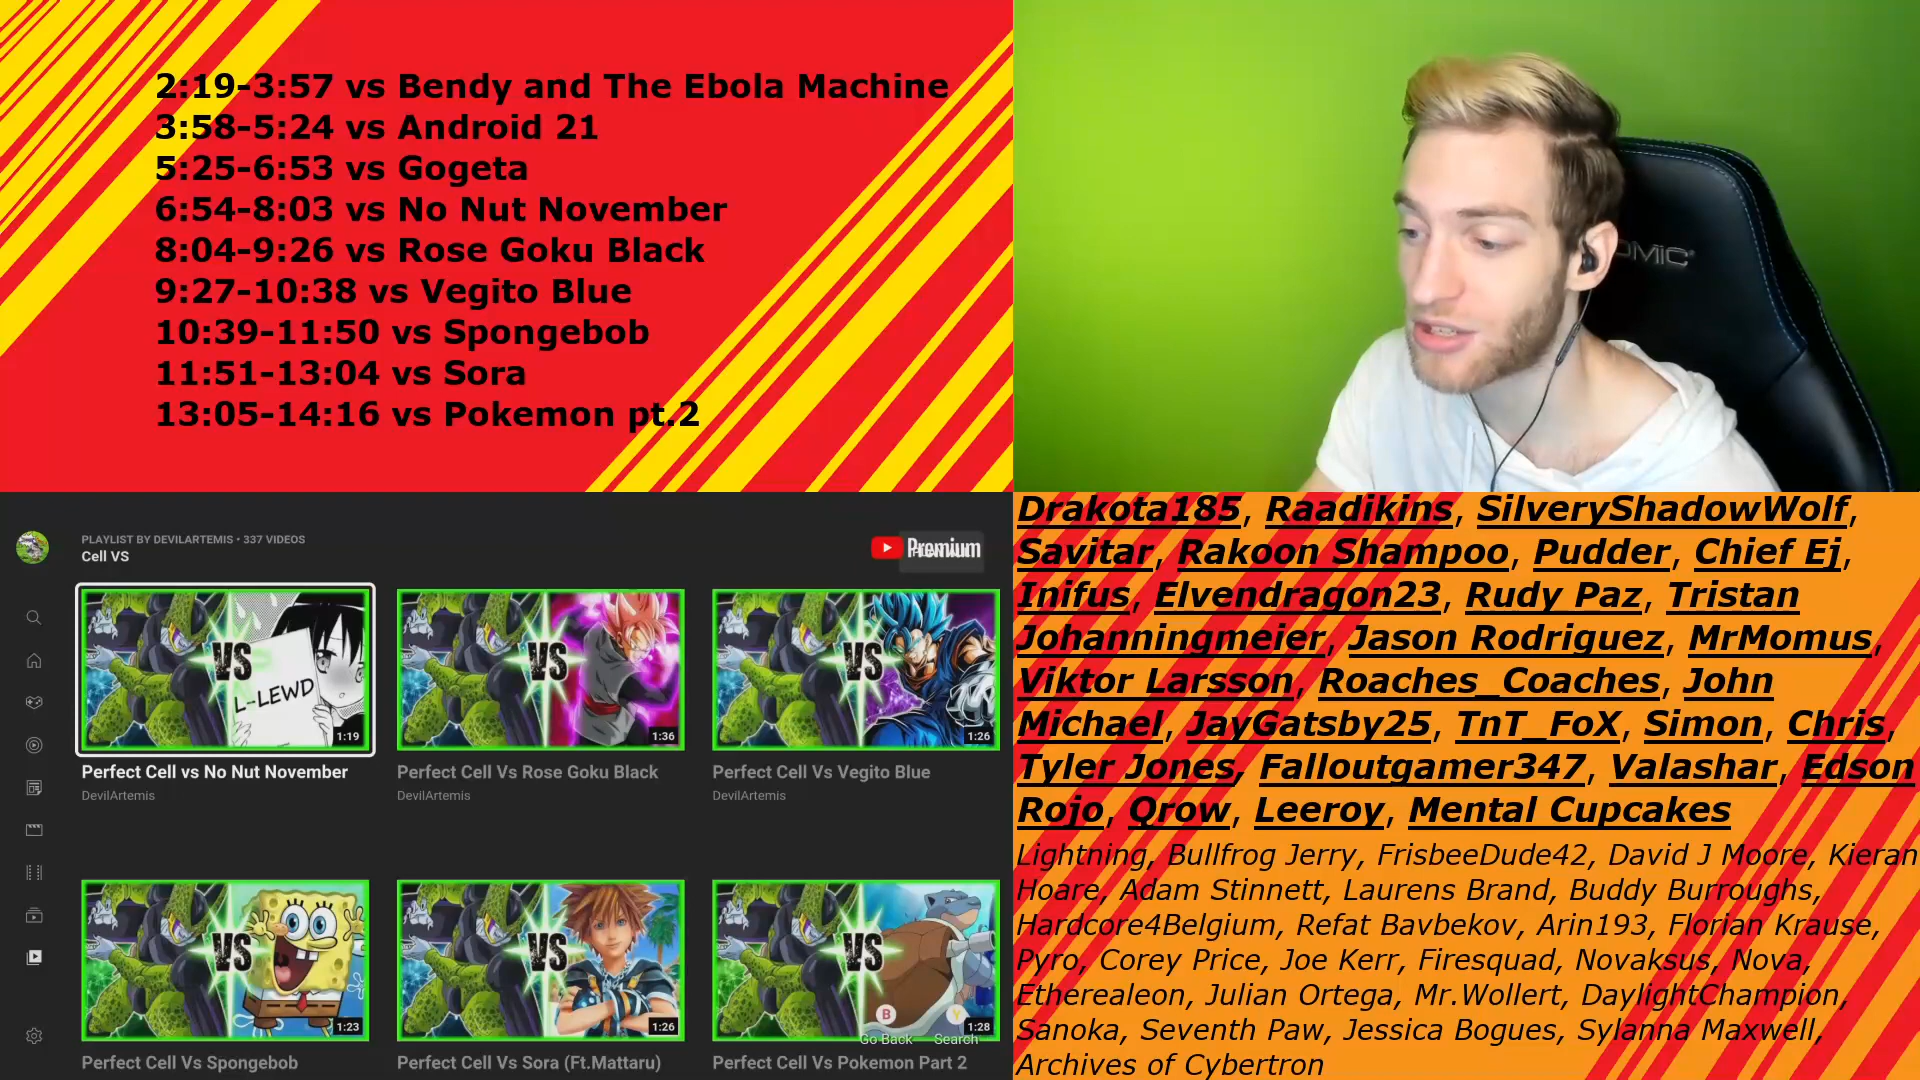 2:19-3:57 vs Bendy and The Ebola Machine
3:58-5:24 vs Android 21
5:25-6:53 vs Gogeta
6:54-8:03 vs No Nut November
8:04-9:26 vs Rose Goku Black
9:27-10:38 vs Vegito Blue
10:39-11:50 vs Spongebob
11:51-13:04 vs Sora
13:05-14:16 vs Pokemon pt.2
PLAYLIST BY DEVILARTEMIS • 337 VIDEOS
Cell VS
Premium
VS
L-LEWD
1:19
VS
1:36
VS
1:26
Perfect Cell vs No Nut November
DevilArtemis
Perfect Cell Vs Rose Goku Black
DevilArtemis
Perfect Cell Vs Vegito Blue
DevilArtemis
VS
1:23
VS
1:26
VS
B
Y
1:28
Go Back
Search
Perfect Cell Vs Spongebob
Perfect Cell Vs Sora (Ft.Mattaru)
Perfect Cell Vs Pokemon Part 2
Drakota185, Raadikins, SilveryShadowWolf,
Savitar, Rakoon Shampoo, Pudder, Chief Ej,
Inifus, Elvendragon23, Rudy Paz, Tristan
Johanningmeier, Jason Rodriguez, MrMomus,
Viktor Larsson, Roaches_Coaches, John
Michael, JayGatsby25, TnT_FoX, Simon, Chris,
Tyler Jones, Falloutgamer347, Valashar, Edson
Rojo, Qrow, Leeroy, Mental Cupcakes
Lightning, Bullfrog Jerry, FrisbeeDude42, David J Moore, Kieran
Hoare, Adam Stinnett, Laurens Brand, Buddy Burroughs,
Hardcore4Belgium, Refat Bavbekov, Arin193, Florian Krause,
Pyro, Corey Price, Joe Kerr, Firesquad, Novaksus, Nova,
Etherealeon, Julian Ortega, Mr.Wollert, DaylightChampion,
Sanoka, Seventh Paw, Jessica Bogues, Sylanna Maxwell,
Archives of Cybertron